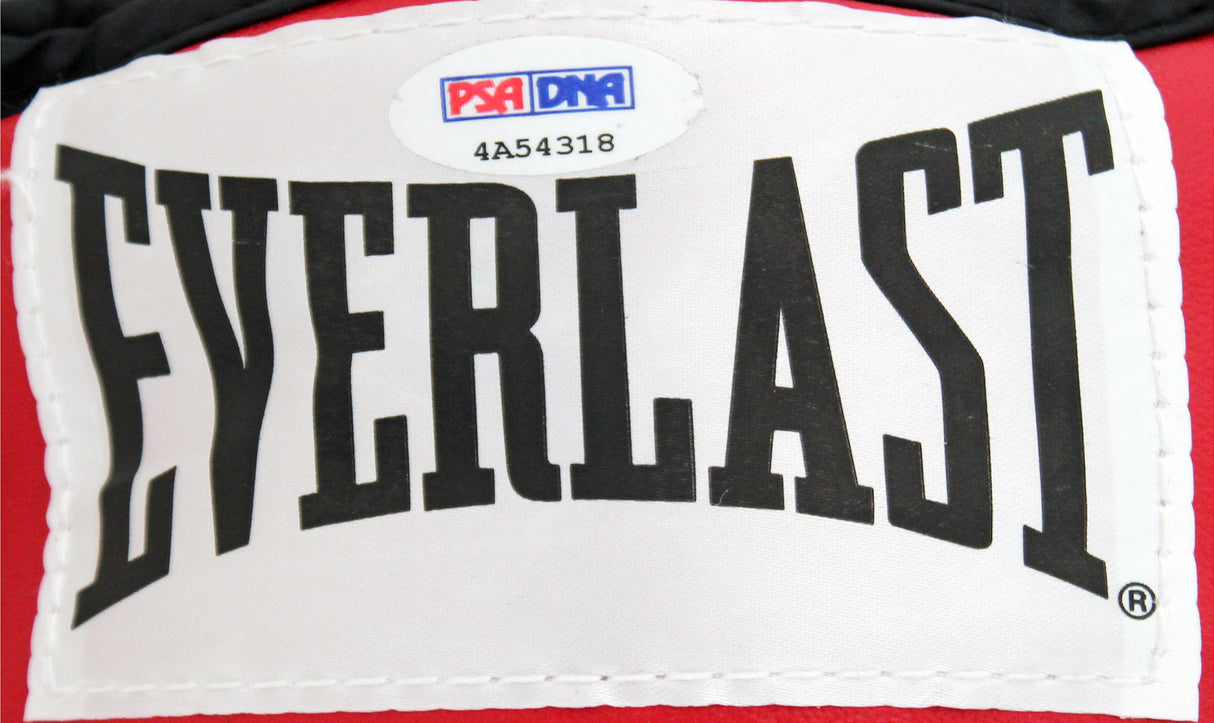 PSA DNA
4A54318
EVERLAST
®